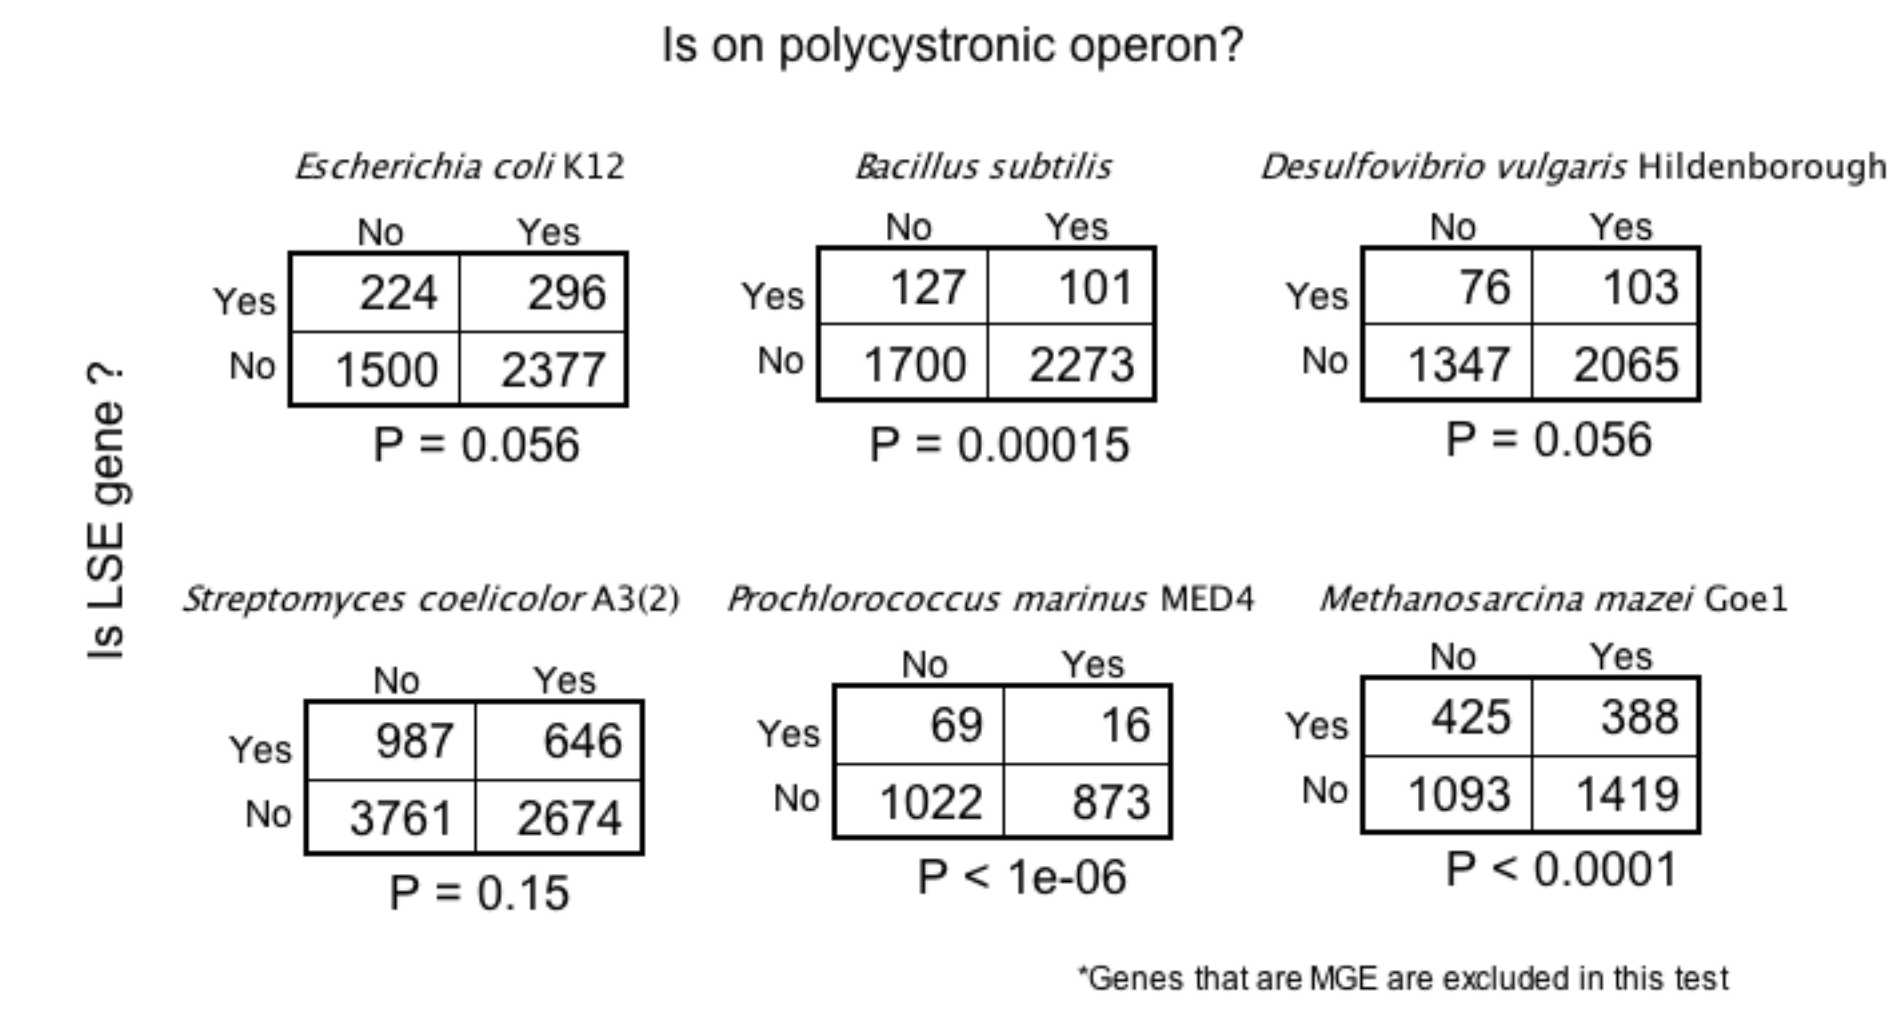 Is on polycystronic operon?
Is LSE gene ?
Escherichia coli K12
No Yes
Yes 224 296
No 1500 2377
P = 0.056
Bacillus subtilis
No Yes
Yes 127 101
No 1700 2273
P = 0.00015
Desulfovibrio vulgaris Hildenborough
No Yes
Yes 76 103
No 1347 2065
P = 0.056
Streptomyces coelicolor A3(2)
No Yes
Yes 987 646
No 3761 2674
P = 0.15
Prochlorococcus marinus MED4
No Yes
Yes 69 16
No 1022 873
P < 1e-06
Methanosarcina mazei Goe1
No Yes
Yes 425 388
No 1093 1419
P < 0.0001
*Genes that are MGE are excluded in this test